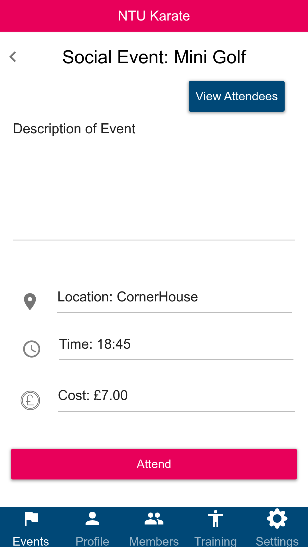 NTU Karate
Social Event: Mini Golf
View Attendees
Description of Event
Location: CornerHouse
Time: 18:45
£
Cost: £7.00
Attend
Events Profile Members Training Settings